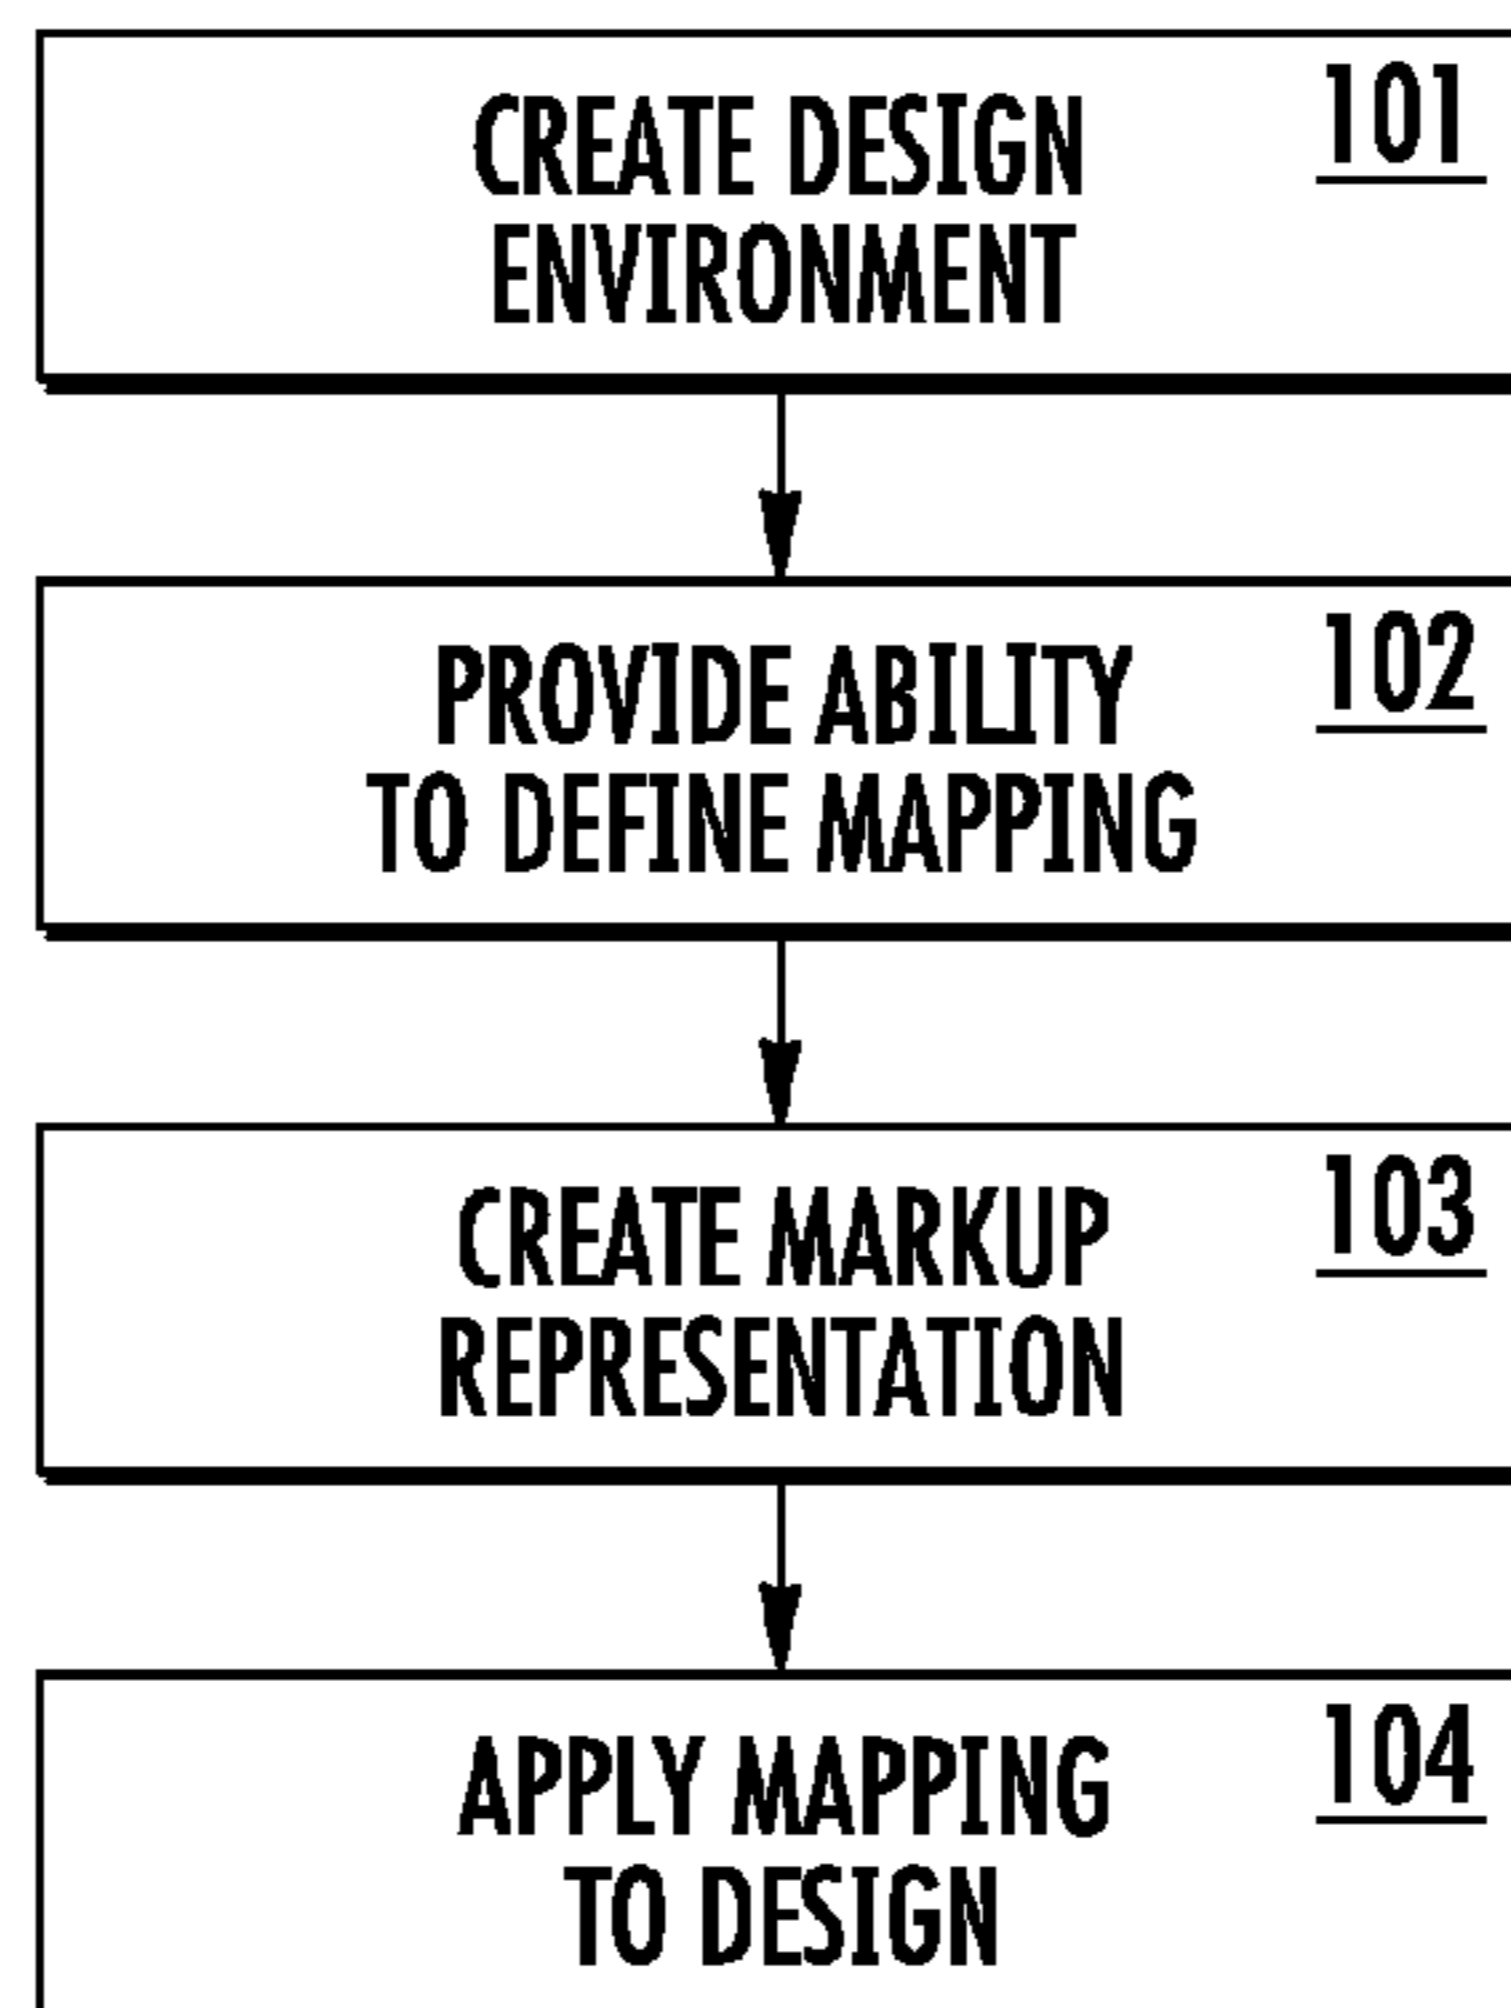 101
CREATE DESIGN
ENVIRONMENT
102
PROVIDE ABILITY
TO DEFINE MAPPING
103
CREATE MARKUP
REPRESENTATION
104
APPLY MAPPING
TO DESIGN